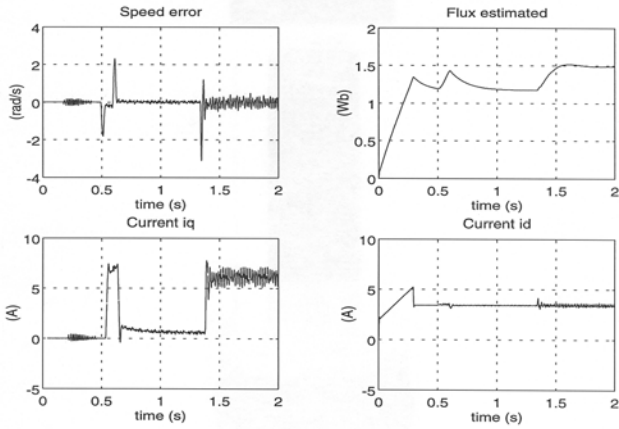 Speed error
4
2
0
-2
-4
(rad/s)
0 0.5 1 1.5 2
time (s)
Flux estimated
2
1.5
1
0.5
0
(Wb)
0 0.5 1 1.5 2
time (s)
Current iq
10
5
0
-5
(A)
0 0.5 1 1.5 2
time (s)
Current id
10
5
0
-5
(A)
0 0.5 1 1.5 2
time (s)